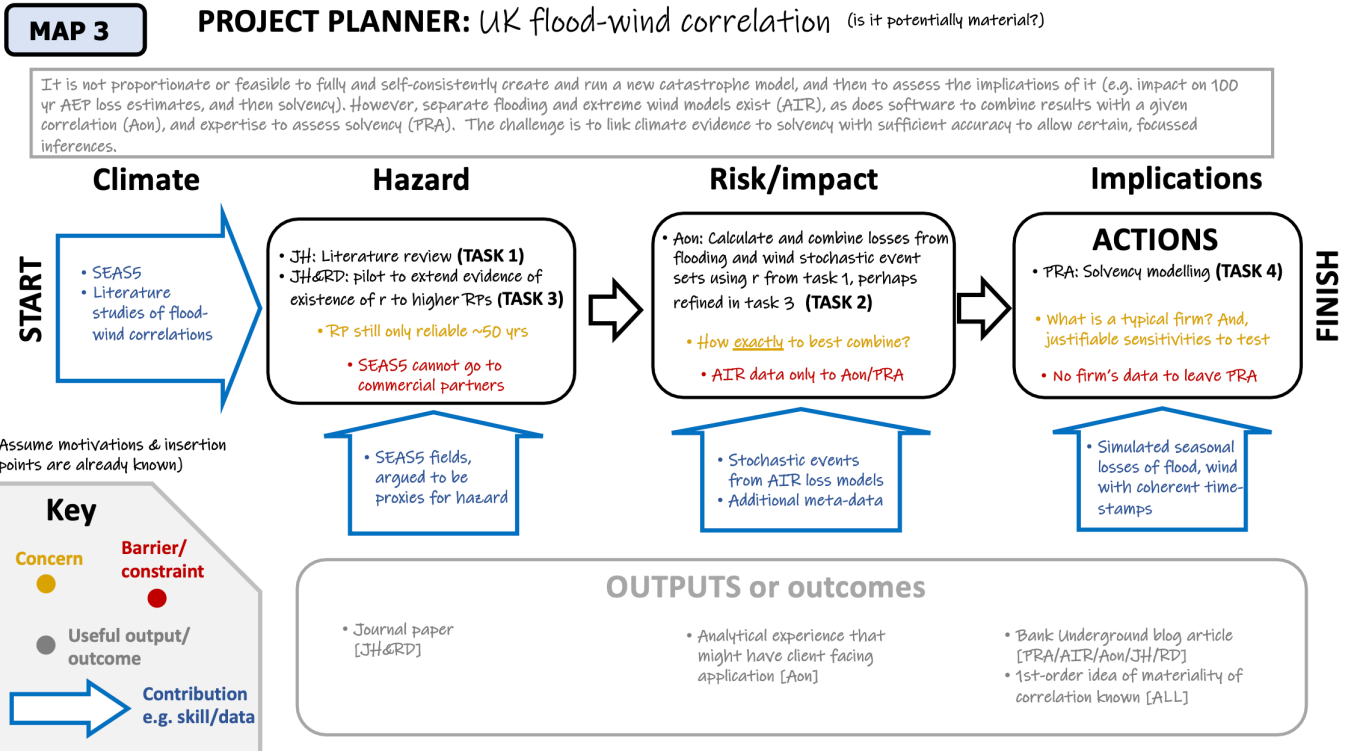 MAP 3
PROJECT PLANNER: UK flood-wind correlation (is it potentially material?)
It is not proportionate or feasible to fully and self-consistently create and run a new catastrophe model, and then to assess the implications of it (e.g. impact on 100
yr AEP loss estimates, and then solvency). However, separate flooding and extreme wind models exist (AIR), as does software to combine results with a given
correlation (Aon), and expertise to assess solvency (PRA). The challenge is to link climate evidence to solvency with sufficient accuracy to allow certain, focussed
inferences.
Climate
Hazard
Risk/impact
Implications
START
• SEAS5
• Literature
studies of flood-
wind correlations
• JH: Literature review (TASK 1)
• JH&RD: pilot to extend evidence of
existence of r to higher RPs (TASK 3)
• RP still only reliable ~50 yrs
• SEAS5 cannot go to
commercial partners
• Aon: Calculate and combine losses from
flooding and wind stochastic event
sets using r from task 1, perhaps
refined in task 3 (TASK 2)
• How exactly to best combine?
• AIR data only to Aon/PRA
ACTIONS
• PRA: Solvency modelling (TASK 4)
• What is a typical firm? And,
justifiable sensitivities to test
• No firm's data to leave PRA
FINISH
• SEAS5 fields,
argued to be
proxies for hazard
• Stochastic events
from AIR loss models
• Additional meta-data
• Simulated seasonal
losses of flood, wind
with coherent time-
stamps
Assume motivations & insertion
points are already known)
Key
Concern
Barrier/
constraint
Useful output/
outcome
Contribution
e.g. skill/data
OUTPUTS or outcomes
• Journal paper
[JH&RD]
• Analytical experience that
might have client facing
application [Aon]
• Bank Underground blog article
[PRA/AIR/Aon/JH/RD]
• 1st-order idea of materiality of
correlation known [ALL]